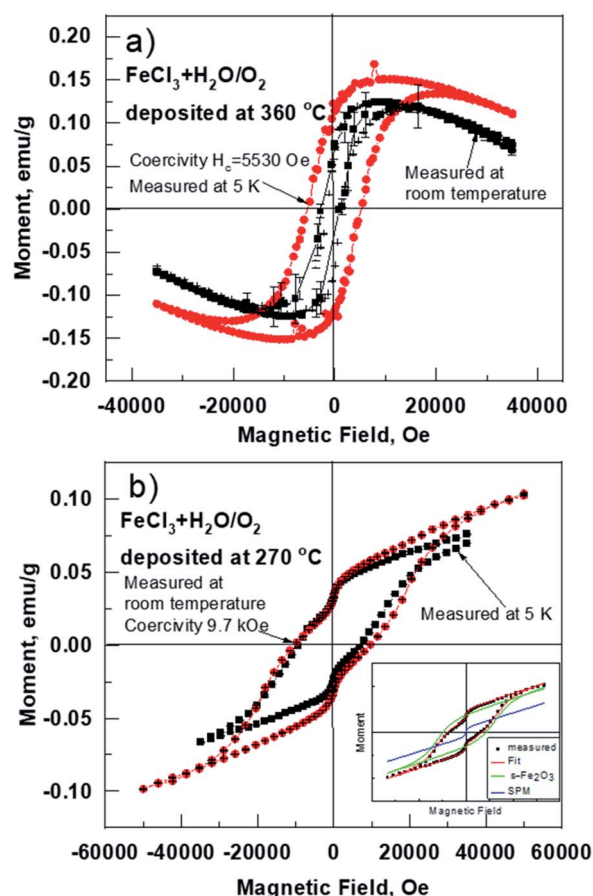 a)
FeCl3+H2O/O2
deposited at 360 °C
Coercivity Hc=5530 Oe
Measured at 5 K
Measured at
room temperature
Moment, emu/g
0.20
0.15
0.10
0.05
0.00
-0.05
-0.10
-0.15
-0.20
-40000 -20000 0 20000 40000
Magnetic Field, Oe
b)
FeCl3+H2O/O2
deposited at 270 °C
Measured at
room temperature
Coercivity 9.7 kOe
Measured at 5 K
Moment, emu/g
0.10
0.05
0.00
-0.05
-0.10
Moment
measured
Fit
s-Fe2O3
SPM
Magnetic Field
-60000 -40000 -20000 0 20000 40000 60000
Magnetic Field, Oe